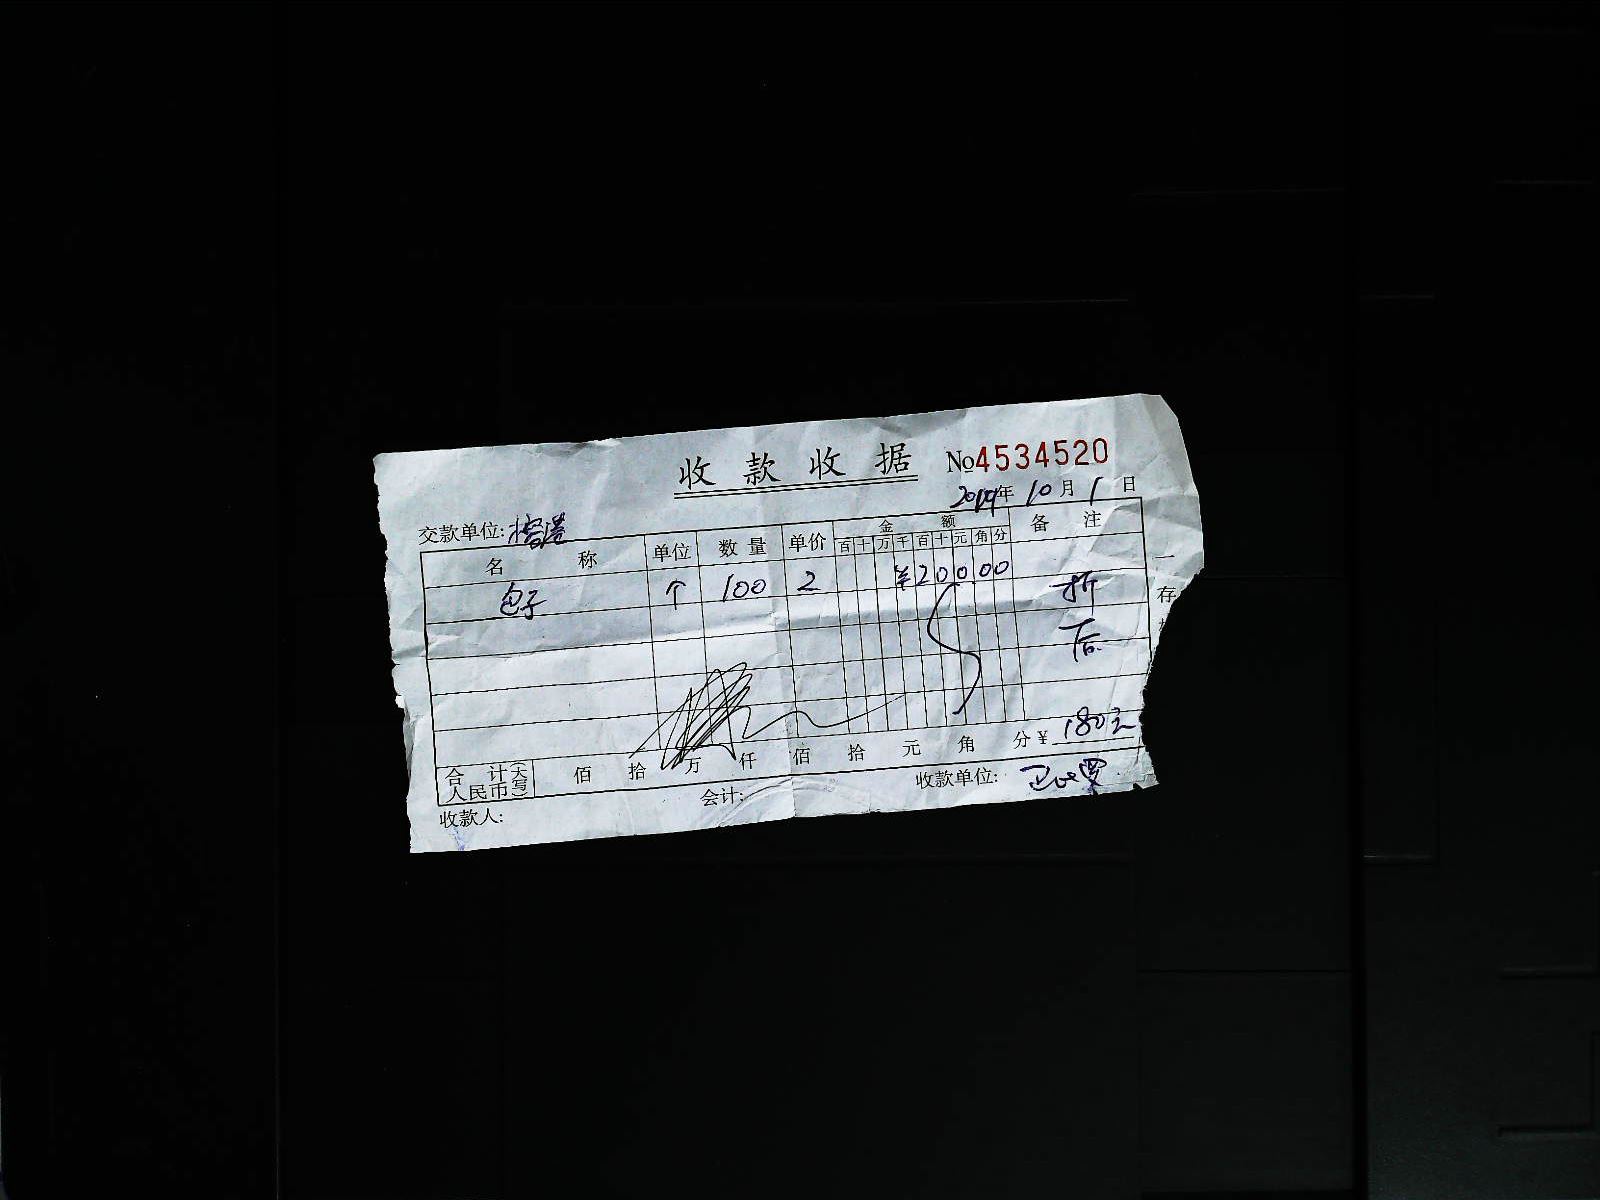 收款收据 No4534520
2019年10月1日
交款单位:
名称 单位 数量 单价 金额 备注
百十万千百十元角分
包子 个 100 2 ¥20000 折
后
一存
合计(大写)人民币 佰拾万仟佰拾元角分 ¥180元
收款人: 会计: 收款单位: